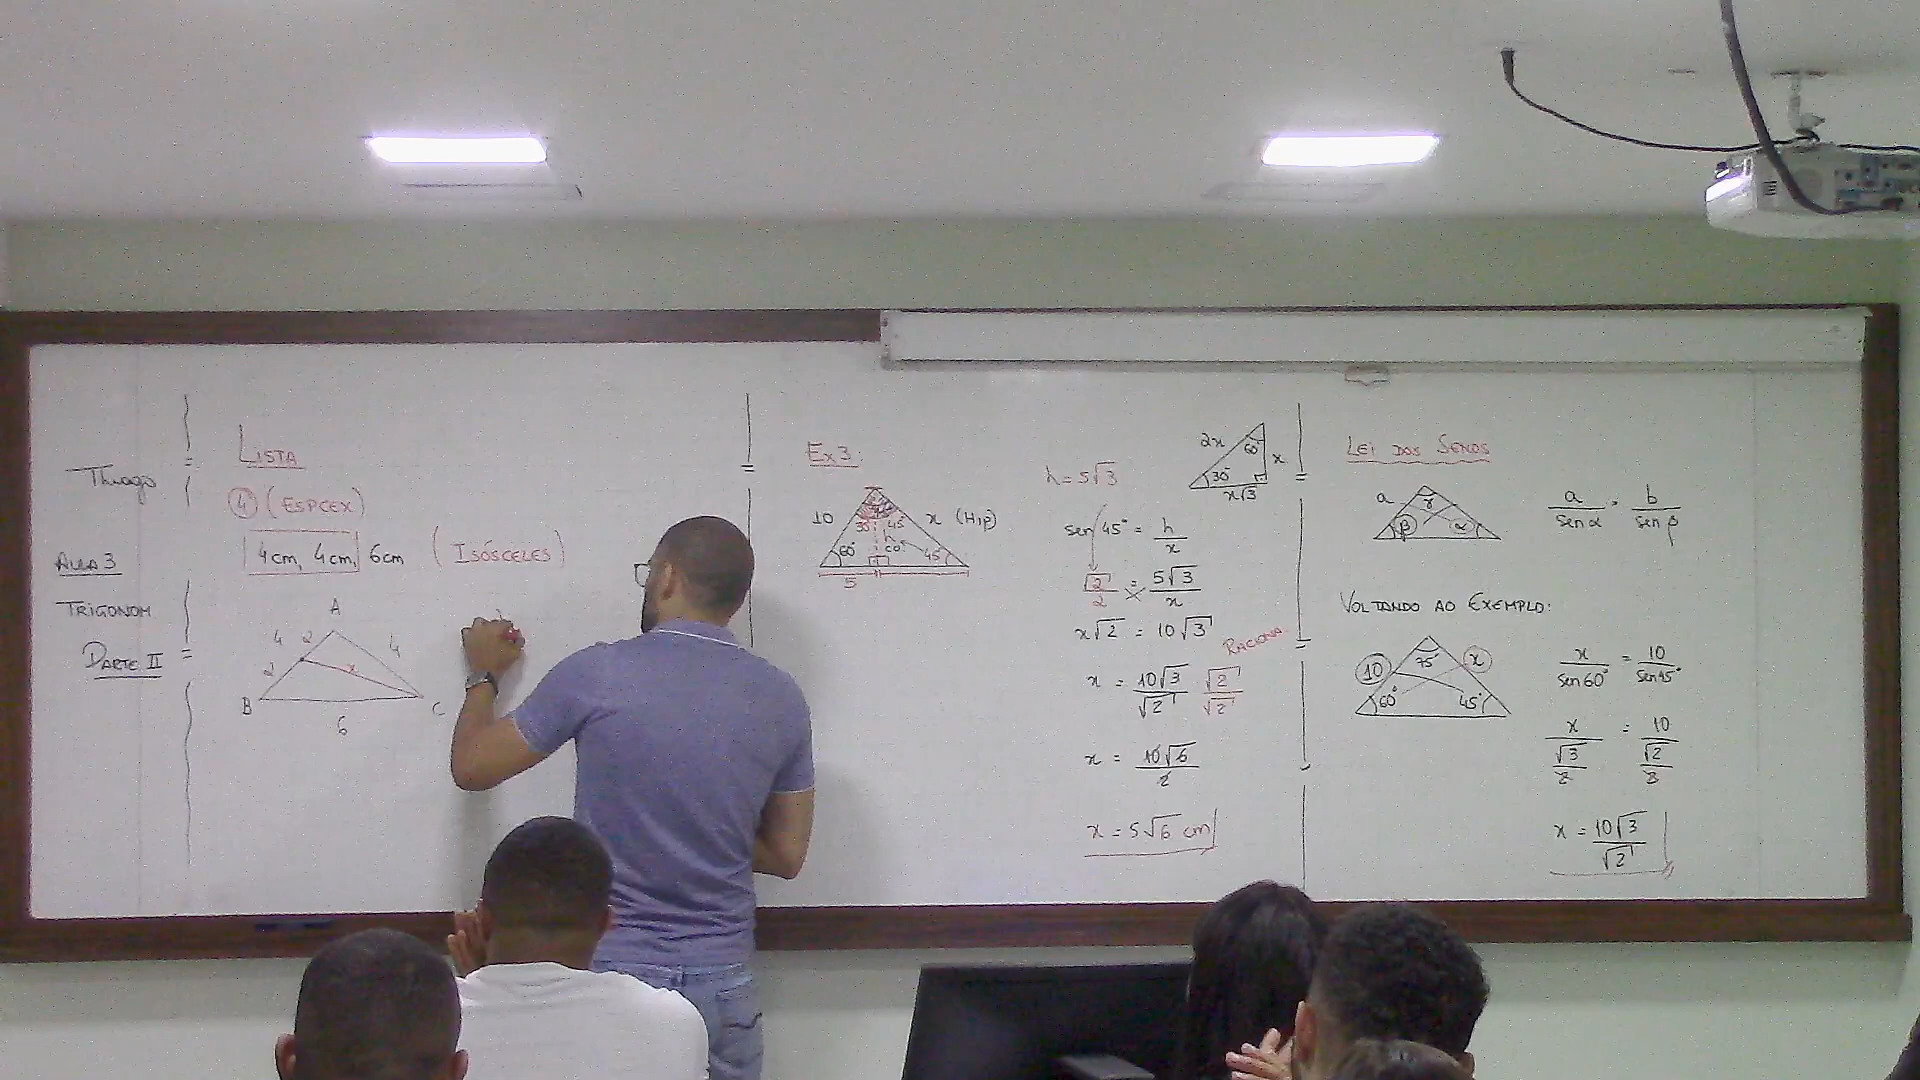 Thiago
AULA 3
TRIGONOM
PARTE II
LISTA
④ (ESPCEX)
4cm, 4cm, 6cm (ISÓSCELES)
A
4 2 4
2 x
B C
6
Ex 3:
10 30° 45° x (HIP)
60° h 45°
5
h = 5√3
2x 60° x
30°
x√3
sen 45° = h/x
√2/2 = 5√3/x
x√2 = 10√3
RACIONA.
x = 10√3/√2 √2/√2
x = 10√6/2
x = 5√6 cm
LEI DOS SENOS
a γ
β α
a/sen α = b/sen β
VOLTANDO AO EXEMPLO:
10 75° x
60° 45°
x/sen 60° = 10/sen 45°
x/(√3/2) = 10/(√2/2)
x = 10√3/√2